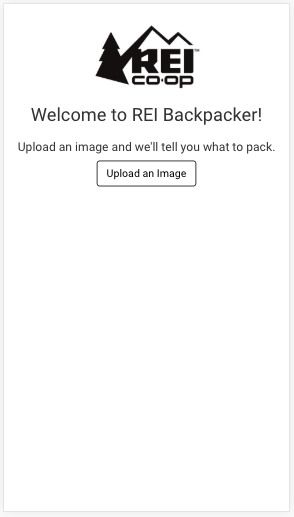 REI
co·op
Welcome to REI Backpacker!
Upload an image and we'll tell you what to pack.
Upload an Image